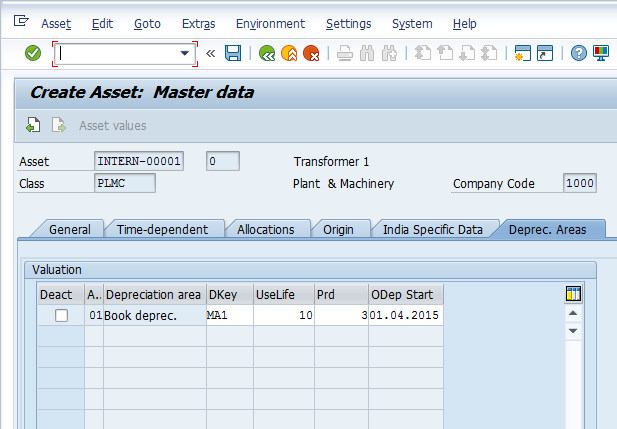 Asset Edit Goto Extras Environment Settings System Help
«
Create Asset: Master data
Asset values
Asset INTERN-00001 0 Transformer 1
Class PLMC Plant & Machinery Company Code 1000
General Time-dependent Allocations Origin India Specific Data Deprec. Areas
Valuation
Deact A.. Depreciation area DKey UseLife Prd ODep Start
01 Book deprec. MA1 10 301.04.2015